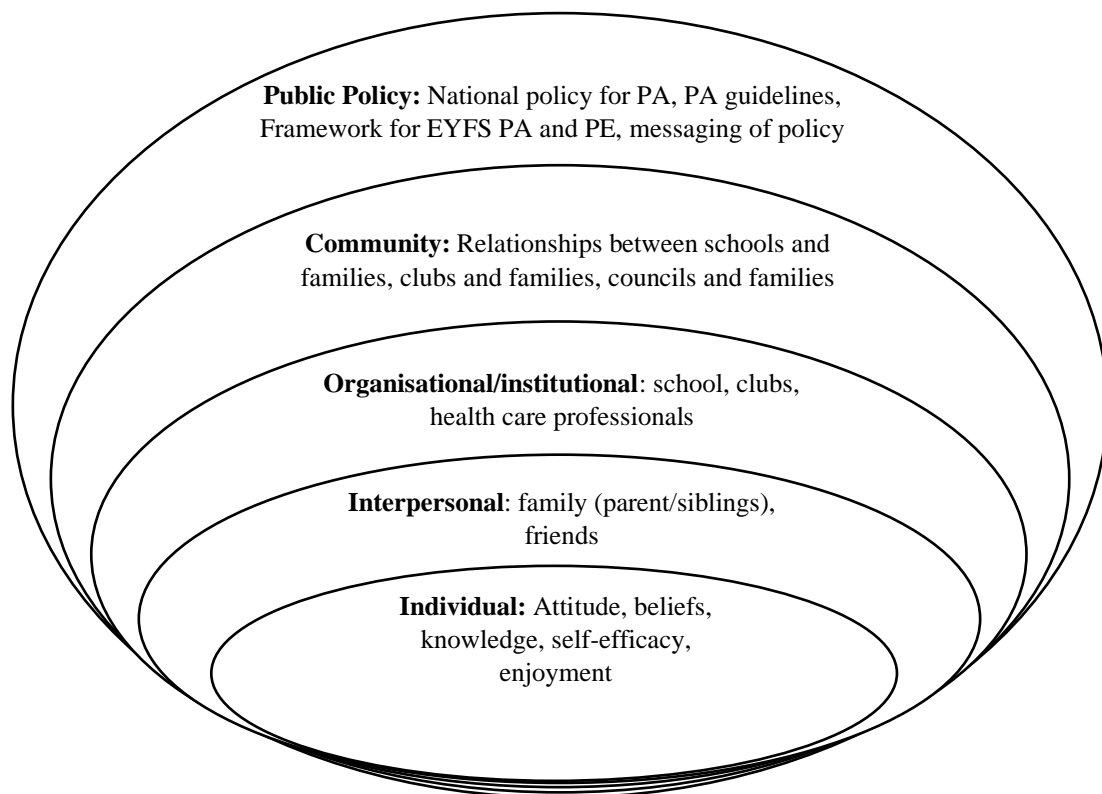 Public Policy: National policy for PA, PA guidelines,
Framework for EYFS PA and PE, messaging of policy
Community: Relationships between schools and
families, clubs and families, councils and families
Organisational/institutional: school, clubs,
health care professionals
Interpersonal: family (parent/siblings),
friends
Individual: Attitude, beliefs,
knowledge, self-efficacy,
enjoyment